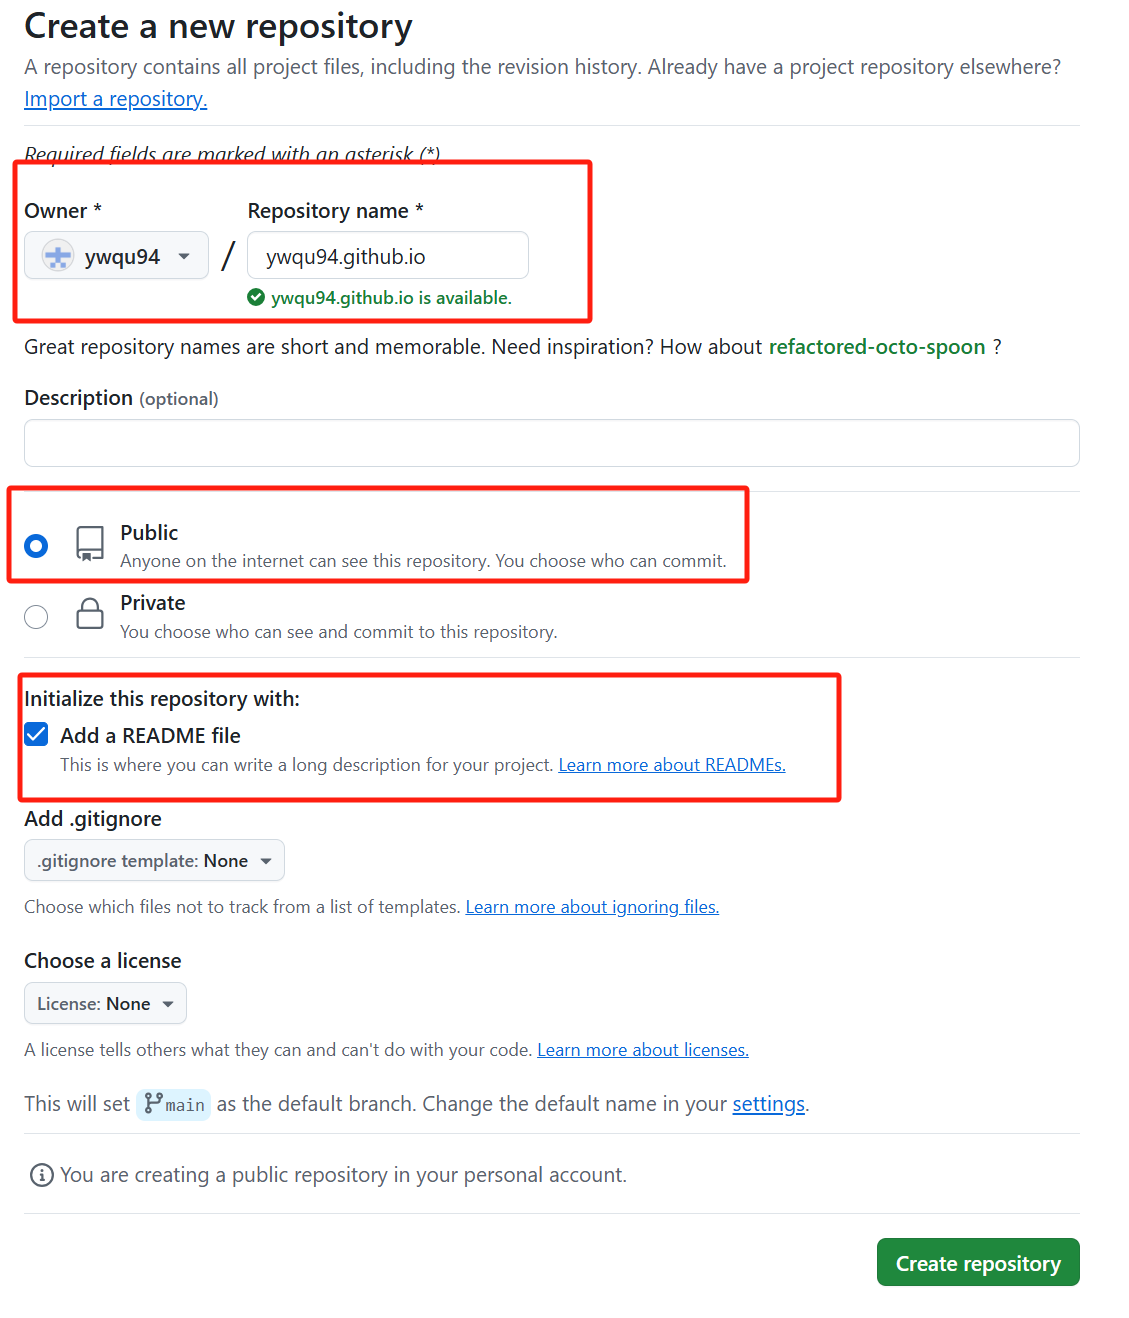 Create a new repository
A repository contains all project files, including the revision history. Already have a project repository elsewhere?
Import a repository.
Required fields are marked with an asterisk (*)
Owner *
Repository name *
ywqu94
/
ywqu94.github.io
ywqu94.github.io is available.
Great repository names are short and memorable. Need inspiration? How about refactored-octo-spoon ?
Description (optional)
Public
Anyone on the internet can see this repository. You choose who can commit.
Private
You choose who can see and commit to this repository.
Initialize this repository with:
Add a README file
This is where you can write a long description for your project. Learn more about READMEs.
Add .gitignore
.gitignore template: None
Choose which files not to track from a list of templates. Learn more about ignoring files.
Choose a license
License: None
A license tells others what they can and can't do with your code. Learn more about licenses.
This will set main as the default branch. Change the default name in your settings.
You are creating a public repository in your personal account.
Create repository